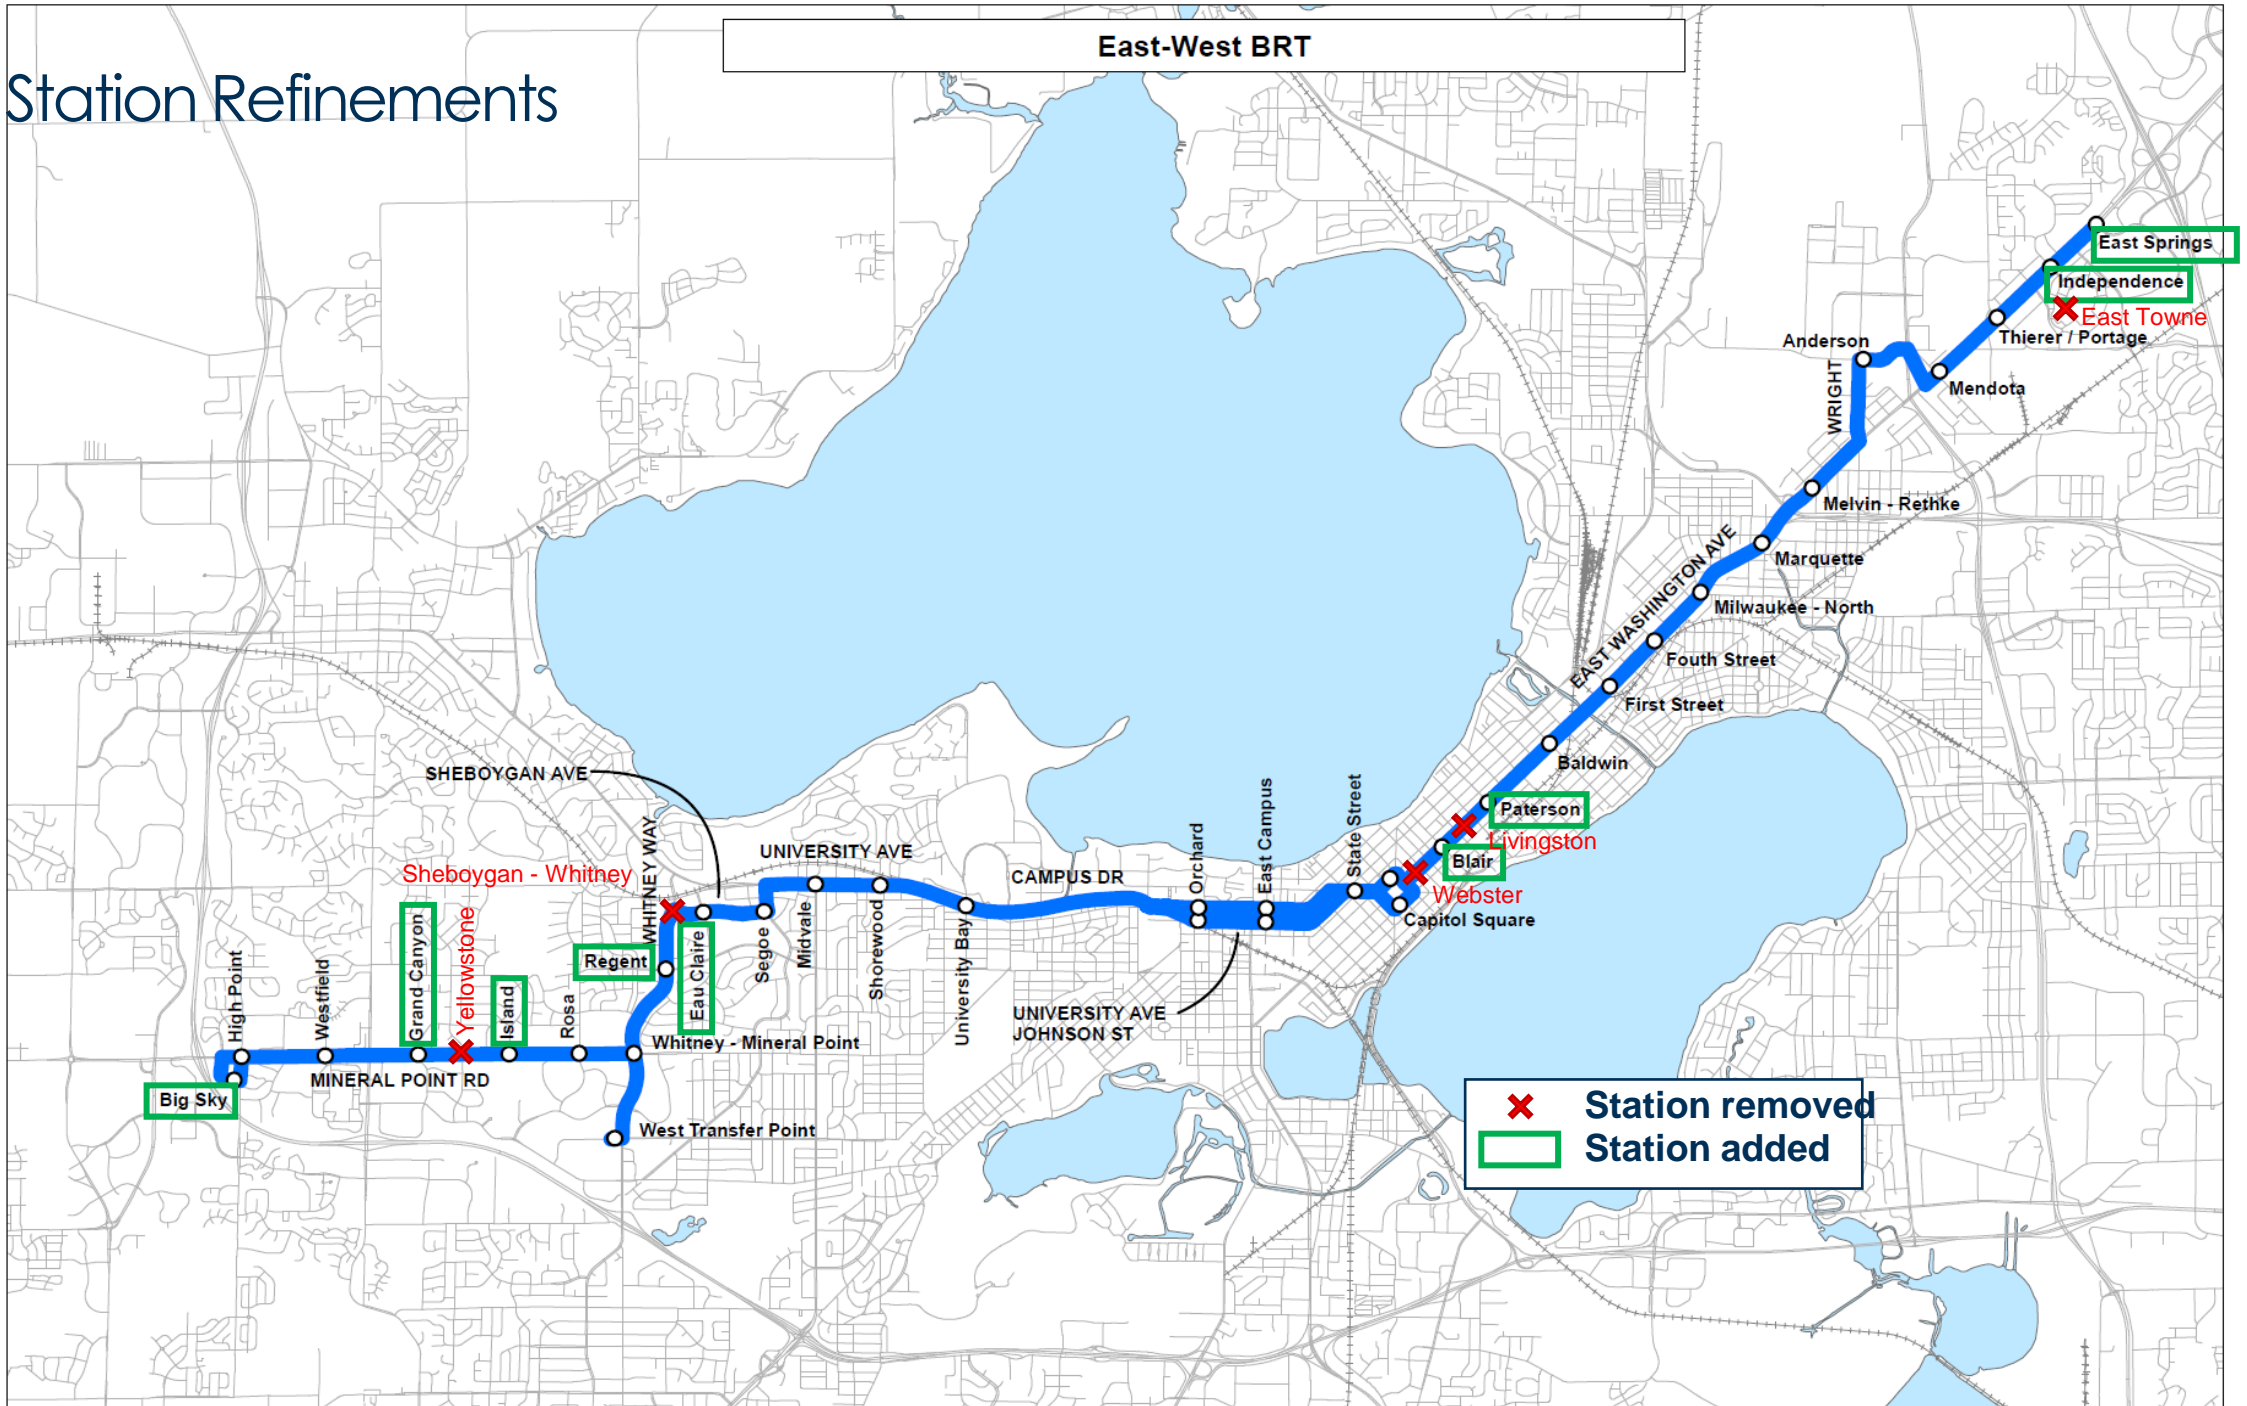 East-West BRT
Station Refinements
East Springs
Independence
East Towne
Thierer / Portage
Anderson
Mendota
WRIGHT
Melvin - Rethke
Marquette
EAST WASHINGTON AVE
Milwaukee - North
Fouth Street
First Street
Baldwin
Paterson
Livingston
Blair
Webster
Capitol Square
State Street
East Campus
Orchard
CAMPUS DR
UNIVERSITY AVE
JOHNSON ST
University Bay
Shorewood
Midvale
UNIVERSITY AVE
SHEBOYGAN AVE
Segoe
Eau Claire
WHITNEY WAY
Sheboygan - Whitney
Regent
Whitney - Mineral Point
West Transfer Point
Rosa
Island
Yellowstone
Grand Canyon
MINERAL POINT RD
Westfield
High Point
Big Sky
Station removed
Station added